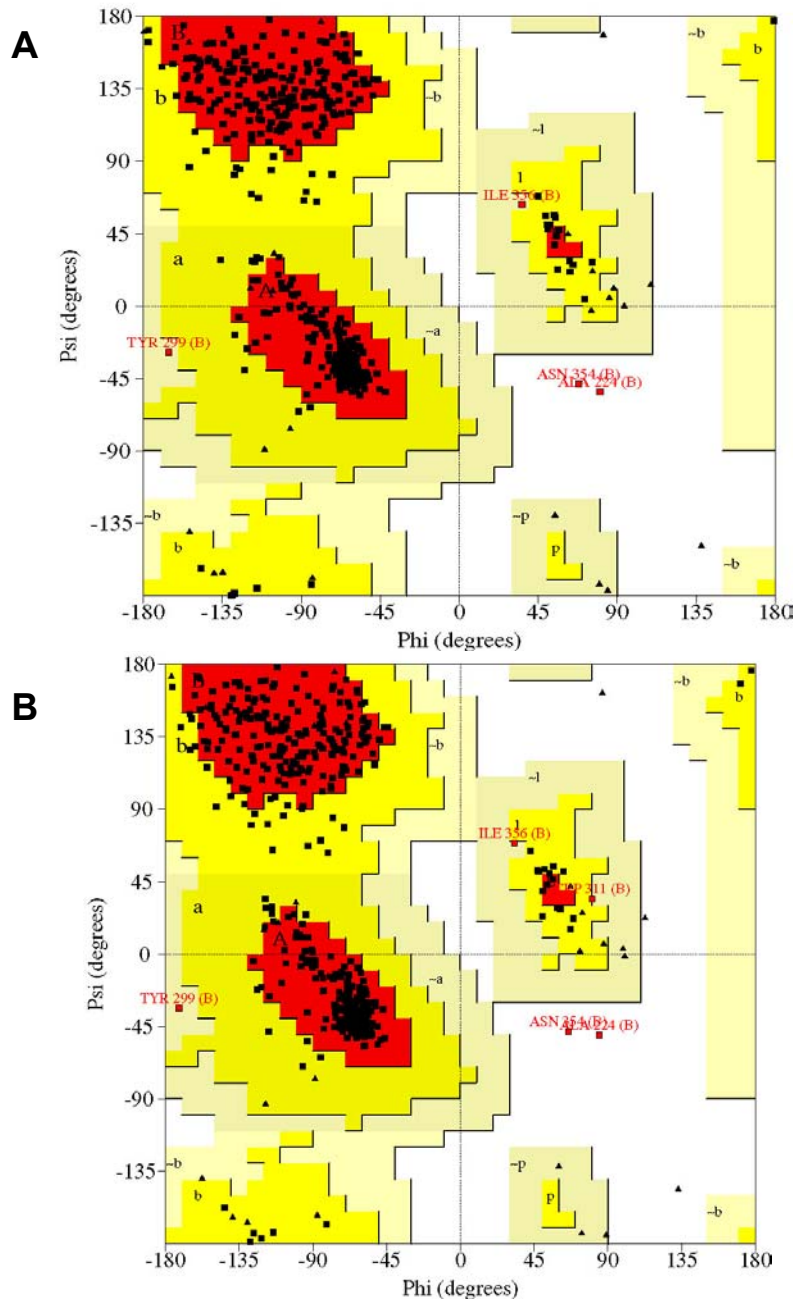 A
180
B
~b
b
135
b
~b
~l
90
l
ILE 356 (B)
45
a
A
0
~a
TYR 299 (B)
-45
ASN 354 (B)
ALA 224 (B)
-90
-135
~b
~p
b
p
~b
-180
-180 -135 -90 -45 0 45 90 135 180
Psi (degrees)
Phi (degrees)
B
180
B
~b
b
135
b
~b
~l
90
l
ILE 356 (B)
45
311 (B)
a
A
0
~a
TYR 299 (B)
-45
ASN 354 (B)
ALA 224 (B)
-90
-135
~b
~p
b
p
~b
-180
-180 -135 -90 -45 0 45 90 135 180
Psi (degrees)
Phi (degrees)